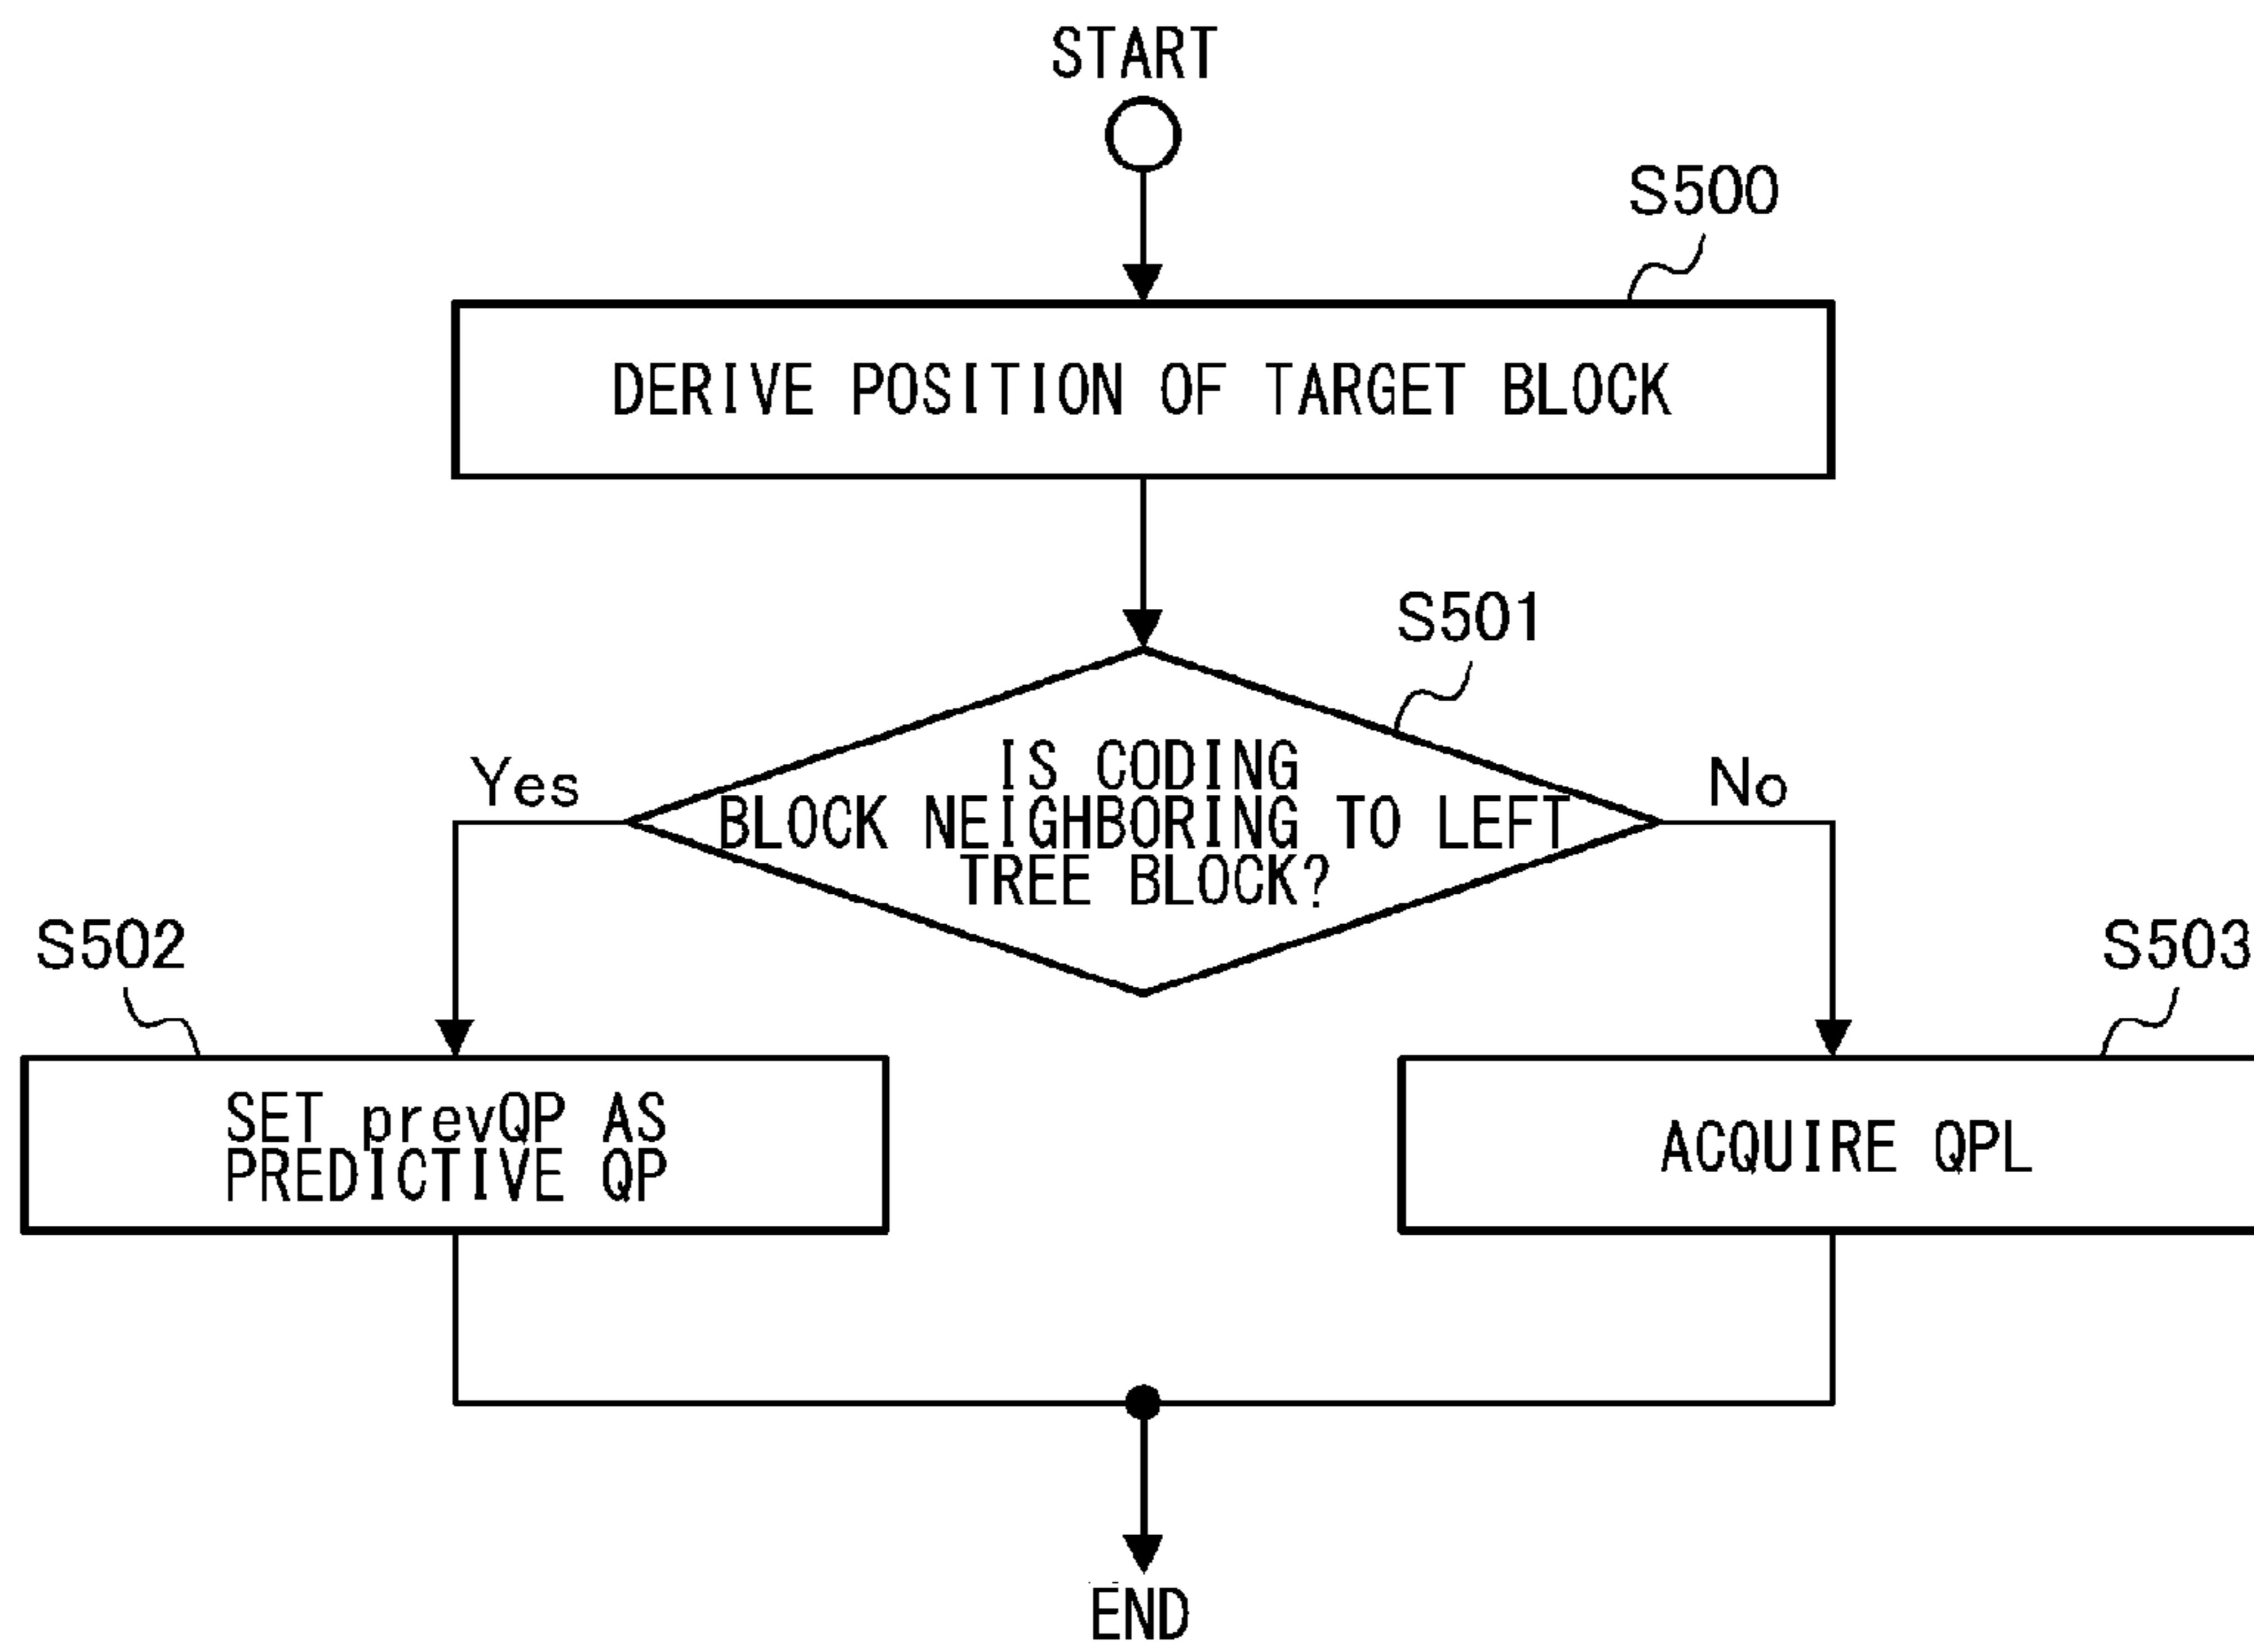 START
S500
DERIVE POSITION OF TARGET BLOCK
S501
IS CODING
BLOCK NEIGHBORING TO LEFT
TREE BLOCK?
Yes
No
S502
S503
SET prevQP AS
PREDICTIVE QP
ACQUIRE QPL
END